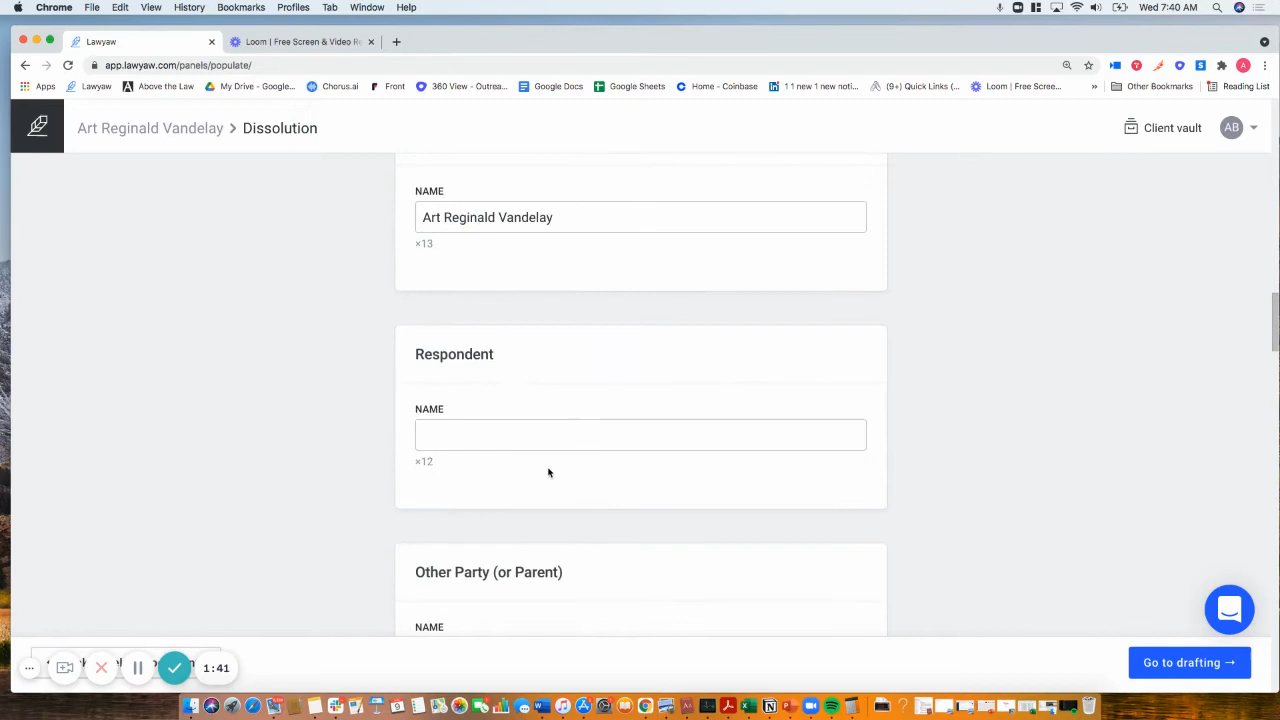 Chrome File Edit View History Bookmarks Profiles Tab Window Help Wed 7:40 AM
Lawyaw Loom | Free Screen & Video Re
app.lawyaw.com/panels/populate/
Apps Lawyaw Above the Law My Drive - Google... Chorus.ai Front 360 View - Outrea... Google Docs Google Sheets Home - Coinbase 1 1 new 1 new noti... (9+) Quick Links (... Loom | Free Scree... » Other Bookmarks Reading List
Art Reginald Vandelay > Dissolution Client vault AB
NAME
Art Reginald Vandelay
×13
Respondent
NAME
×12
Other Party (or Parent)
NAME
1:41 Go to drafting →